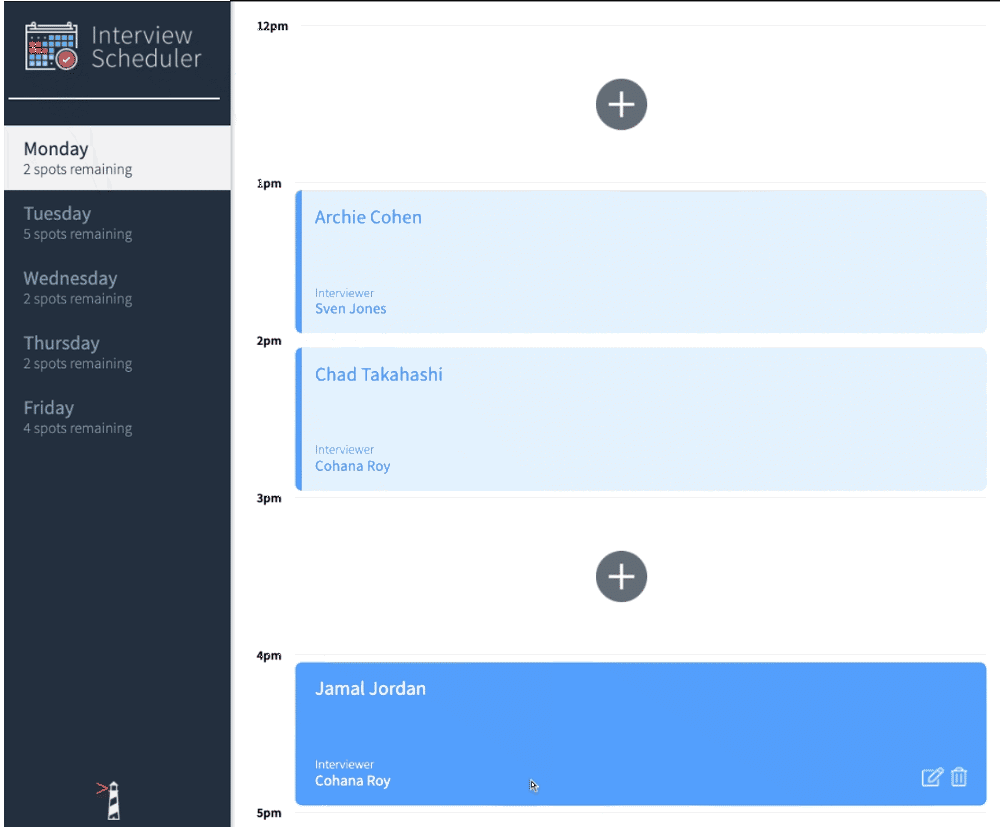 Interview
Scheduler
Monday
2 spots remaining
Tuesday
5 spots remaining
Wednesday
2 spots remaining
Thursday
2 spots remaining
Friday
4 spots remaining
12pm
1pm
Archie Cohen
Interviewer
Sven Jones
2pm
Chad Takahashi
Interviewer
Cohana Roy
3pm
4pm
Jamal Jordan
Interviewer
Cohana Roy
5pm